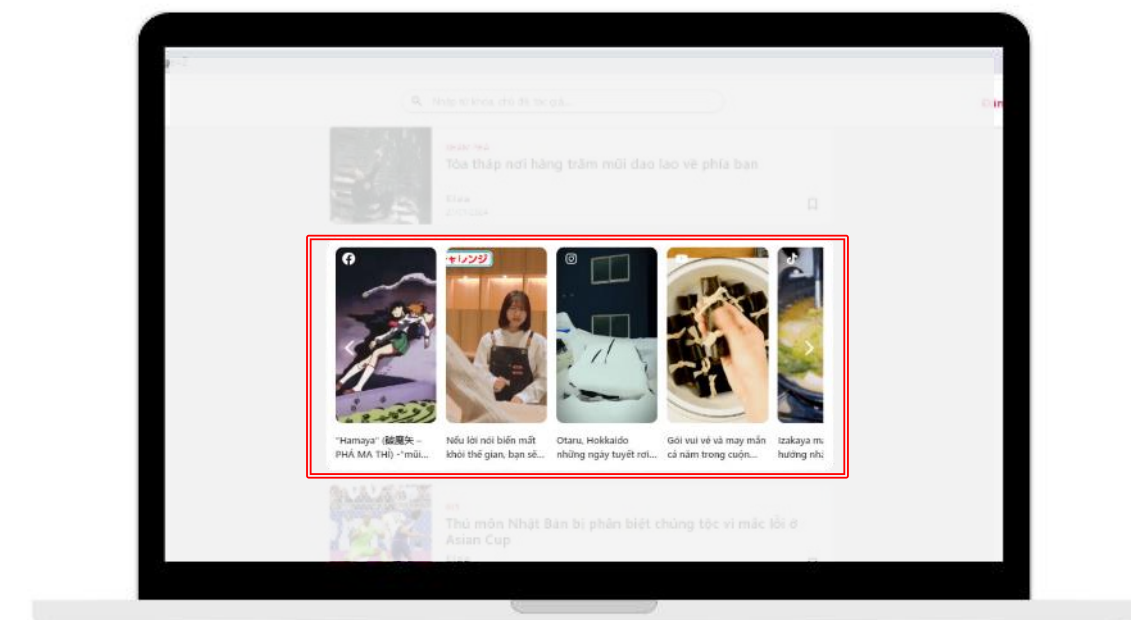 Tòa tháp nơi hàng trăm mũi dao lao về phía bạn
ャレンジ
"Hamaya" (破魔矢 –
PHÁ MA THỈ) -"mũi...
Nếu lời nói biến mất
khỏi thế gian, bạn sẽ...
Otaru, Hokkaido
những ngày tuyết rơi...
Gói vui vẻ và may mắn
cả năm trong cuộn...
Izakaya
hướng
Thủ môn Nhật Bản bị phân biệt chủng tộc vì mắc lỗi ở
Asian Cup